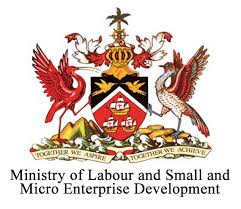 TOGETHER WE ASPIRE TOGETHER WE ACHIEVE
Ministry of Labour and Small and
Micro Enterprise Development